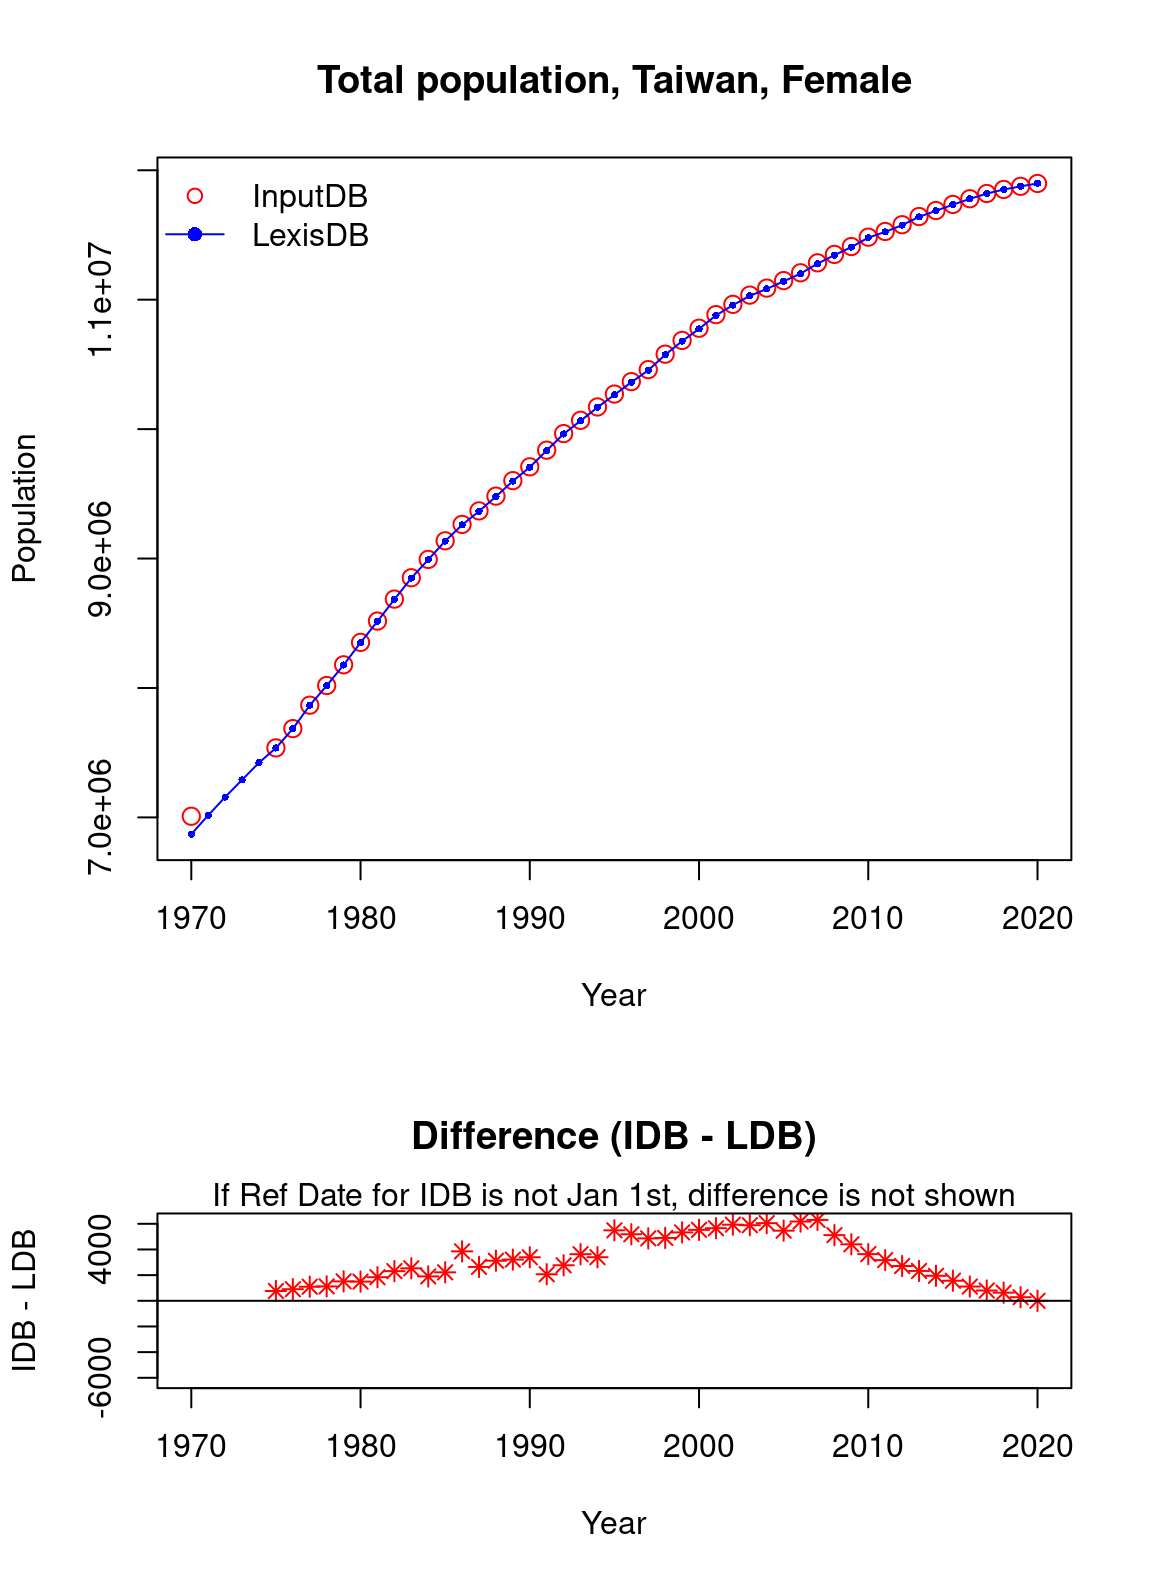 Total population, Taiwan, Female
InputDB
LexisDB
Population
7.0e+06
9.0e+06
1.1e+07
1970 1980 1990 2000 2010 2020
Year
Difference (IDB - LDB)
If Ref Date for IDB is not Jan 1st, difference is not shown
IDB - LDB
-6000
4000
1970 1980 1990 2000 2010 2020
Year